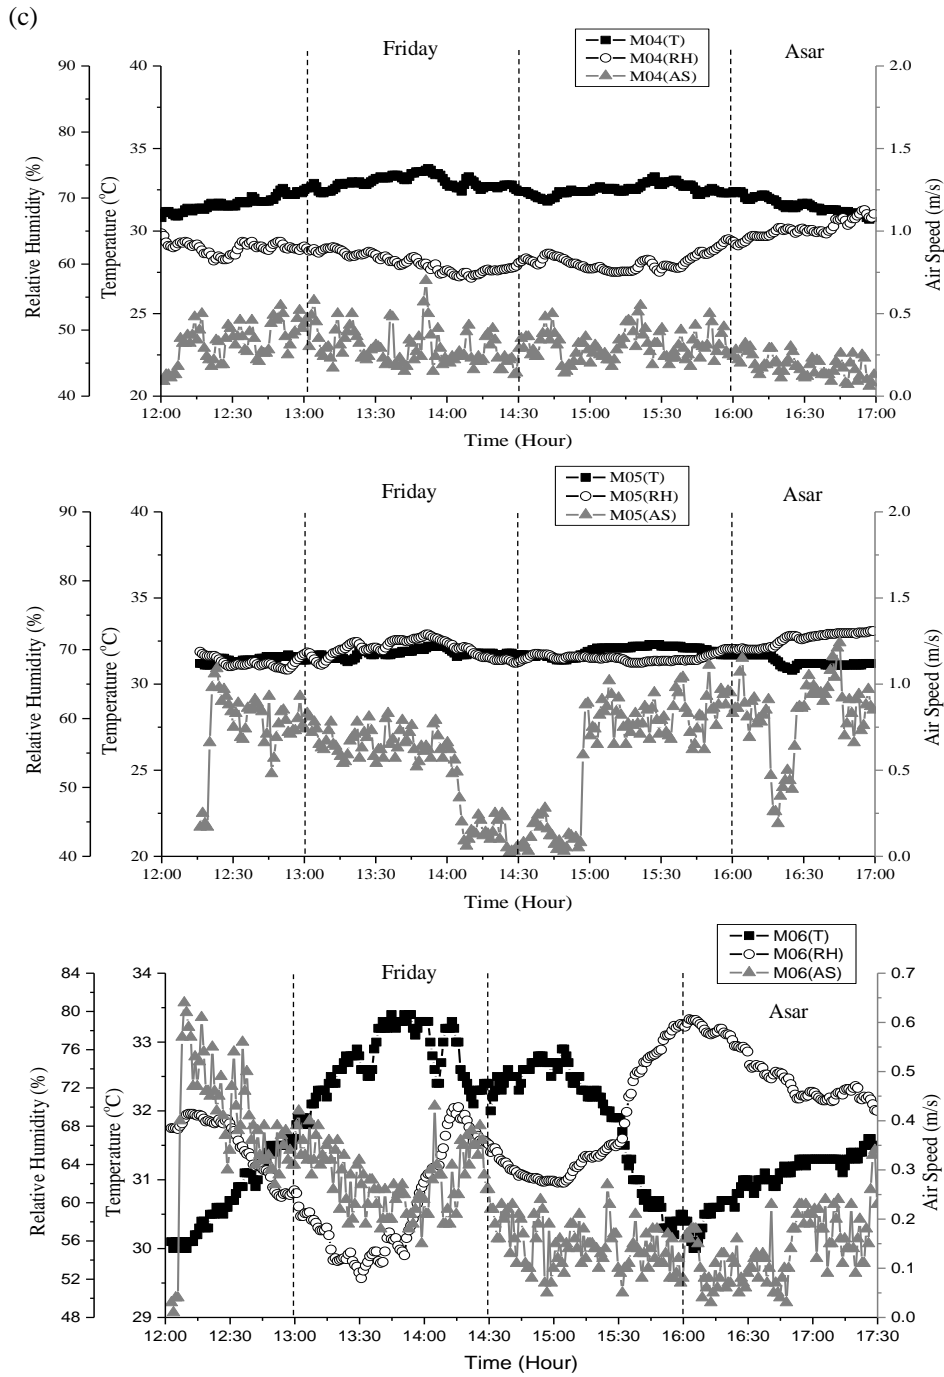 (c)
Friday
Asar
M04(T)
M04(RH)
M04(AS)
Relative Humidity (%)
90
80
70
60
50
40
Temperature (°C)
40
35
30
25
20
Air Speed (m/s)
2.0
1.5
1.0
0.5
0.0
12:00 12:30 13:00 13:30 14:00 14:30 15:00 15:30 16:00 16:30 17:00
Time (Hour)
Friday
Asar
M05(T)
M05(RH)
M05(AS)
Relative Humidity (%)
90
80
70
60
50
40
Temperature (°C)
40
35
30
25
20
Air Speed (m/s)
2.0
1.5
1.0
0.5
0.0
12:00 12:30 13:00 13:30 14:00 14:30 15:00 15:30 16:00 16:30 17:00
Time (Hour)
Friday
Asar
M06(T)
M06(RH)
M06(AS)
Relative Humidity (%)
84
80
76
72
68
64
60
56
52
48
Temperature (°C)
34
33
32
31
30
29
Air Speed (m/s)
0.7
0.6
0.5
0.4
0.3
0.2
0.1
0.0
12:00 12:30 13:00 13:30 14:00 14:30 15:00 15:30 16:00 16:30 17:00 17:30
Time (Hour)